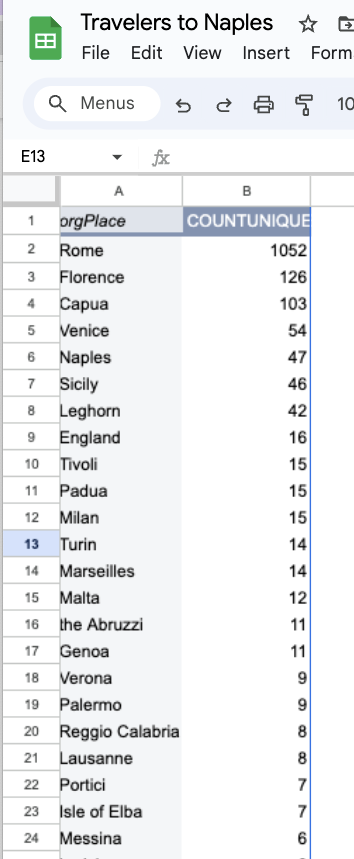 Travelers to Naples
File Edit View Insert Form
Menus 10
E13 fx
A B
1 orgPlace COUNTUNIQUE
2 Rome 1052
3 Florence 126
4 Capua 103
5 Venice 54
6 Naples 47
7 Sicily 46
8 Leghorn 42
9 England 16
10 Tivoli 15
11 Padua 15
12 Milan 15
13 Turin 14
14 Marseilles 14
15 Malta 12
16 the Abruzzi 11
17 Genoa 11
18 Verona 9
19 Palermo 9
20 Reggio Calabria 8
21 Lausanne 8
22 Portici 7
23 Isle of Elba 7
24 Messina 6